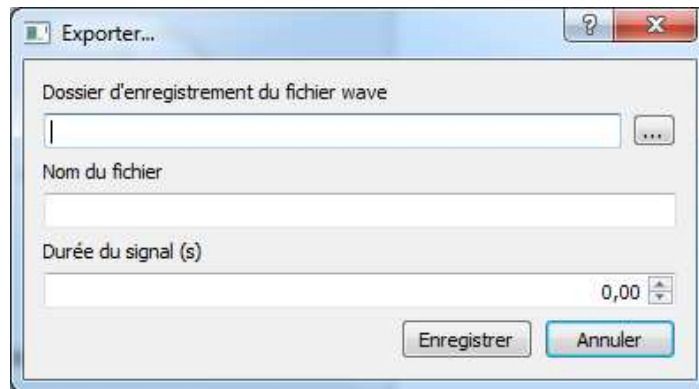 Exporter...
Dossier d'enregistrement du fichier wave
...
Nom du fichier
Durée du signal (s)
0,00
Enregistrer Annuler